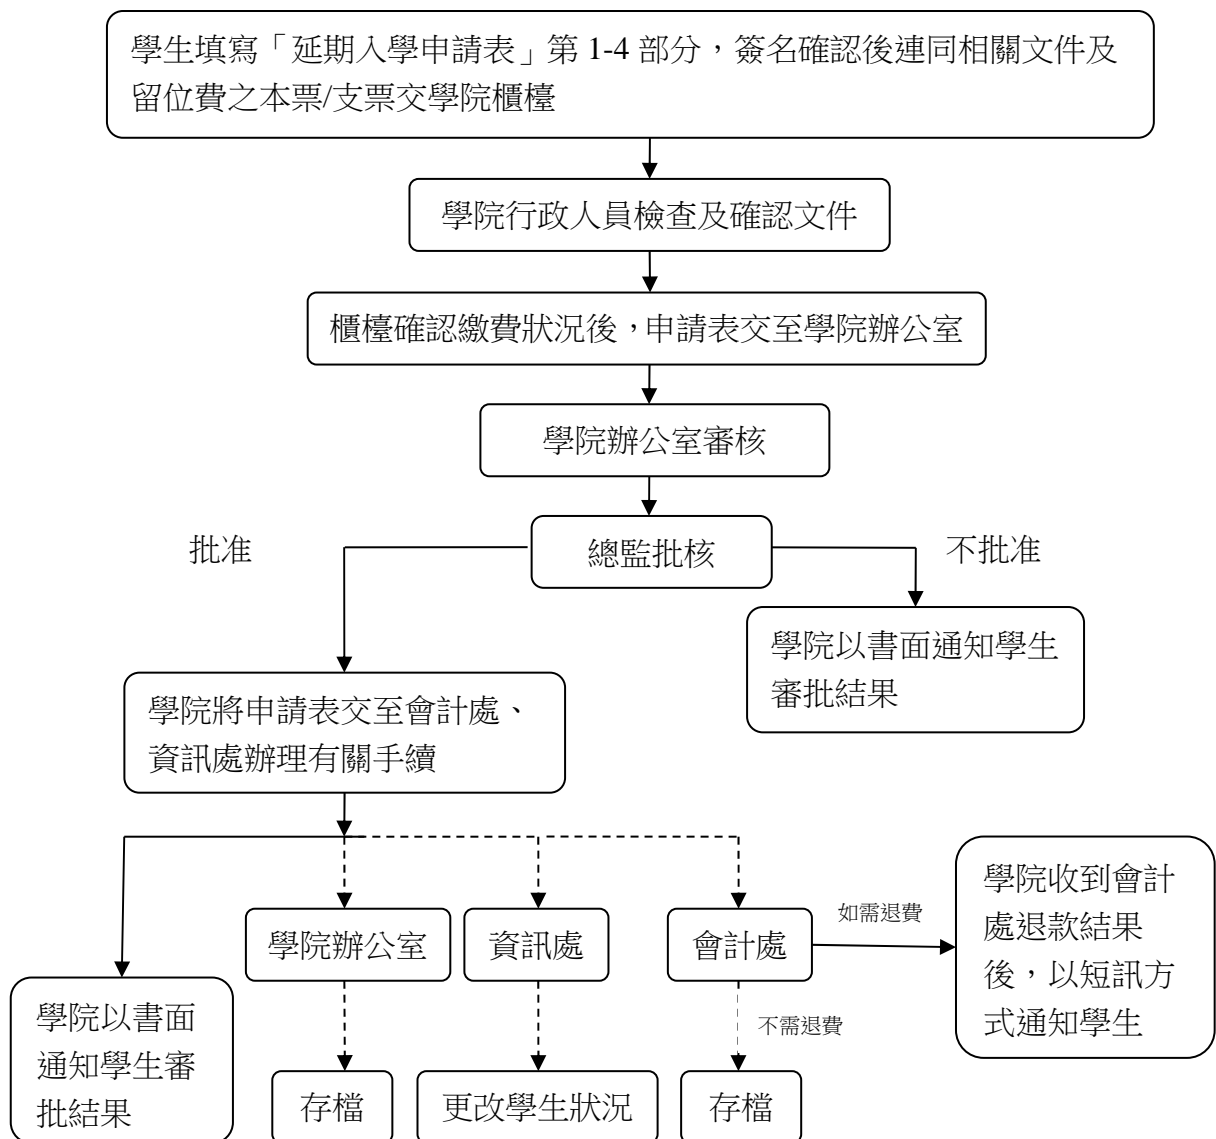 學生填寫「延期入學申請表」第 1-4 部分，簽名確認後連同相關文件及
留位費之本票/支票交學院櫃檯
學院行政人員檢查及確認文件
櫃檯確認繳費狀況後，申請表交至學院辦公室
學院辦公室審核
總監批核
批准
不批准
學院以書面通知學生
審批結果
學院將申請表交至會計處、
資訊處辦理有關手續
學院辦公室
資訊處
會計處
如需退費
學院收到會計
處退款結果
後，以短訊方
式通知學生
不需退費
學院以書面
通知學生審
批結果
存檔
更改學生狀況
存檔